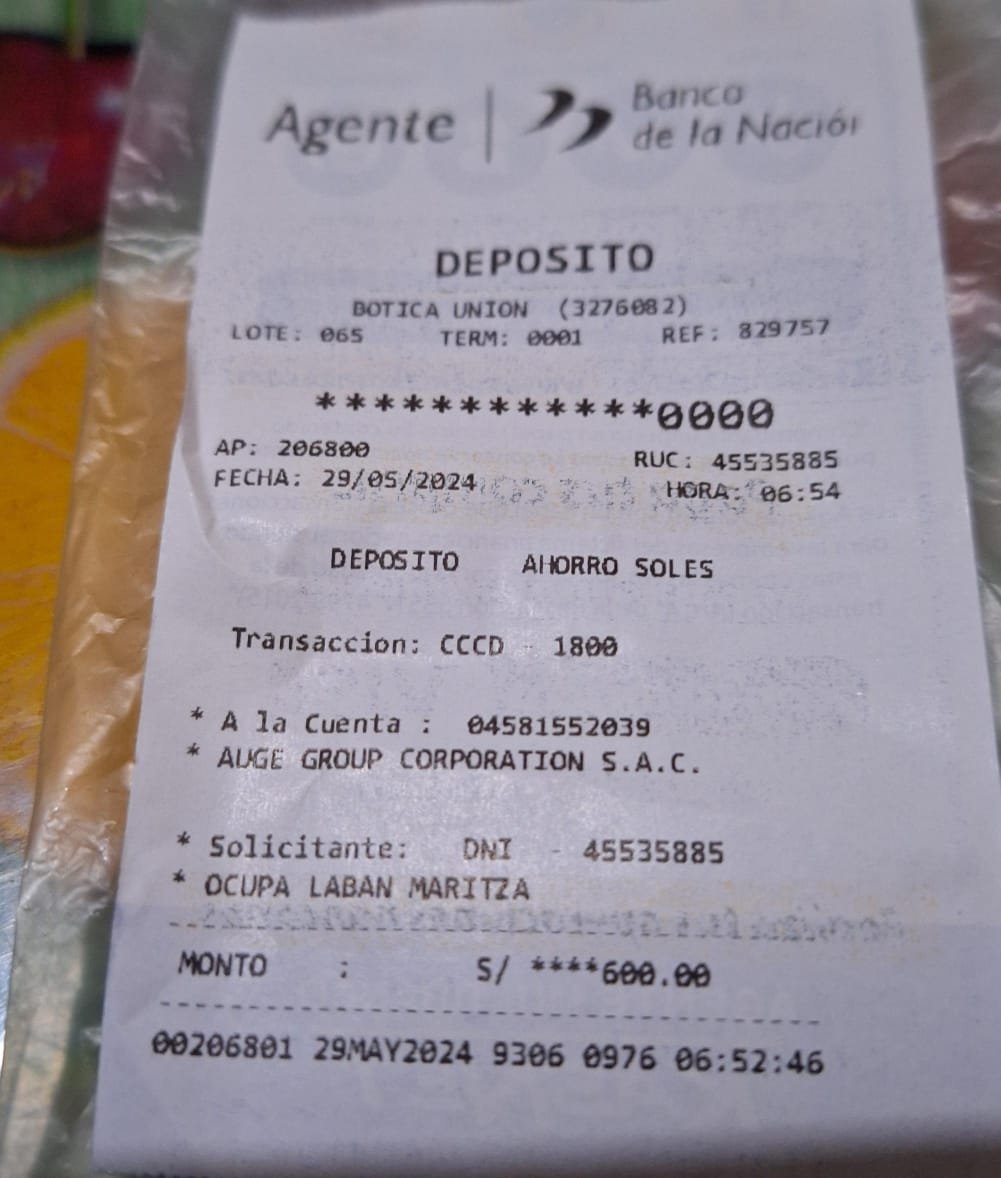 Agente | Banco
de la Nación
DEPOSITO
BOTICA UNION (3276082)
LOTE: 065 TERM: 0001 REF: 829757
************0000
AP: 206800 RUC: 45535885
FECHA: 29/05/2024 HORA: 06:54
DEPOSITO AHORRO SOLES
Transaccion: CCCD - 1800
* A la Cuenta : 04581552039
* AUGE GROUP CORPORATION S.A.C.
* Solicitante: DNI - 45535885
* OCUPA LABAN MARITZA
MONTO : S/ ****600.00
00206801 29MAY2024 9306 0976 06:52:46